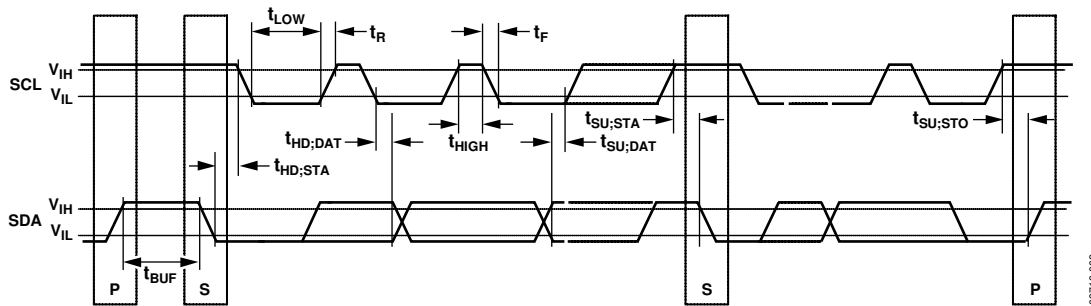 tLOW
tR
tF
SCL
VIH
VIL
tHD;DAT
tHIGH
tSU;DAT
tSU;STA
tSU;STO
tHD;STA
SDA
VIH
VIL
tBUF
P
S
S
P